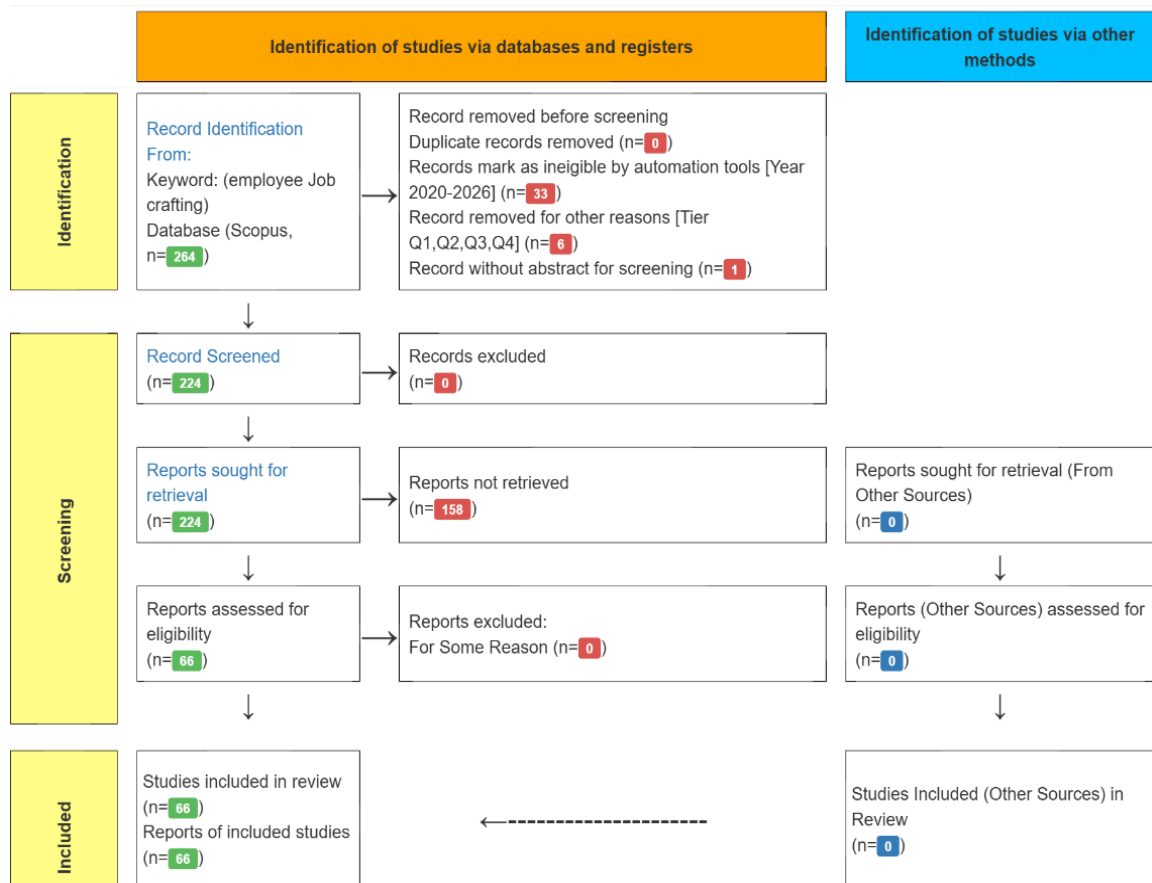 Identification of studies via databases and registers
Identification of studies via other
methods
Identification
Record Identification
From:
Keyword: (employee Job
crafting)
Database (Scopus,
n=264)
Record removed before screening
Duplicate records removed (n=0)
Records mark as ineigible by automation tools [Year
2020-2026] (n=33)
Record removed for other reasons [Tier
Q1,Q2,Q3,Q4] (n=6)
Record without abstract for screening (n=1)
Screening
Record Screened
(n=224)
Records excluded
(n=0)
Reports sought for
retrieval
(n=224)
Reports not retrieved
(n=158)
Reports sought for retrieval (From
Other Sources)
(n=0)
Reports assessed for
eligibility
(n=66)
Reports excluded:
For Some Reason (n=0)
Reports (Other Sources) assessed for
eligibility
(n=0)
Included
Studies included in review
(n=66)
Reports of included studies
(n=66)
Studies Included (Other Sources) in
Review
(n=0)